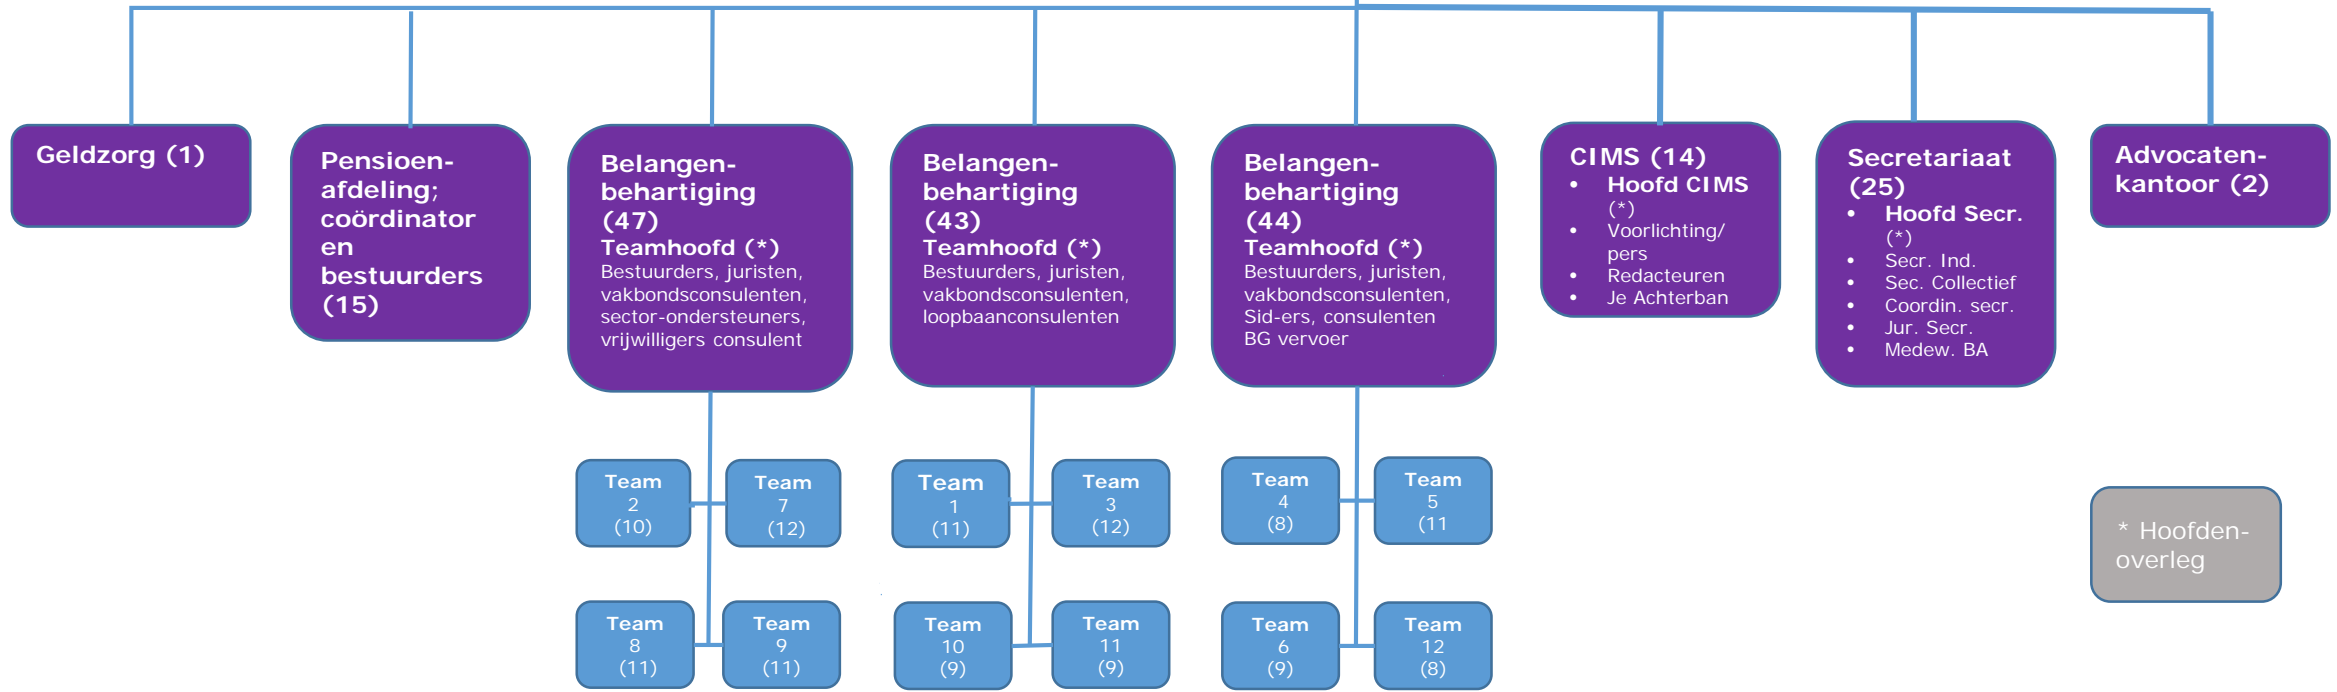 Geldzorg (1)
Pensioen-
afdeling;
coördinator
en
bestuurders
(15)
Belangen-
behartiging
(47)
Teamhoofd (*)
Bestuurders, juristen,
vakbondsconsulenten,
sector-ondersteuners,
vrijwilligers consulent
Belangen-
behartiging
(43)
Teamhoofd (*)
Bestuurders, juristen,
vakbondsconsulenten,
loopbaanconsulenten
Belangen-
behartiging
(44)
Teamhoofd (*)
Bestuurders, juristen,
vakbondsconsulenten,
Sid-ers, consulenten
BG vervoer
CIMS (14)
• Hoofd CIMS
(*)
• Voorlichting/
pers
• Redacteuren
• Je Achterban
Secretariaat
(25)
• Hoofd Secr.
(*)
• Secr. Ind.
• Sec. Collectief
• Coordin. secr.
• Jur. Secr.
• Medew. BA
Advocaten-
kantoor (2)
Team
2
(10)
Team
7
(12)
Team
1
(11)
Team
3
(12)
Team
4
(8)
Team
5
(11
Team
8
(11)
Team
9
(11)
Team
10
(9)
Team
11
(9)
Team
6
(9)
Team
12
(8)
* Hoofden-
overleg